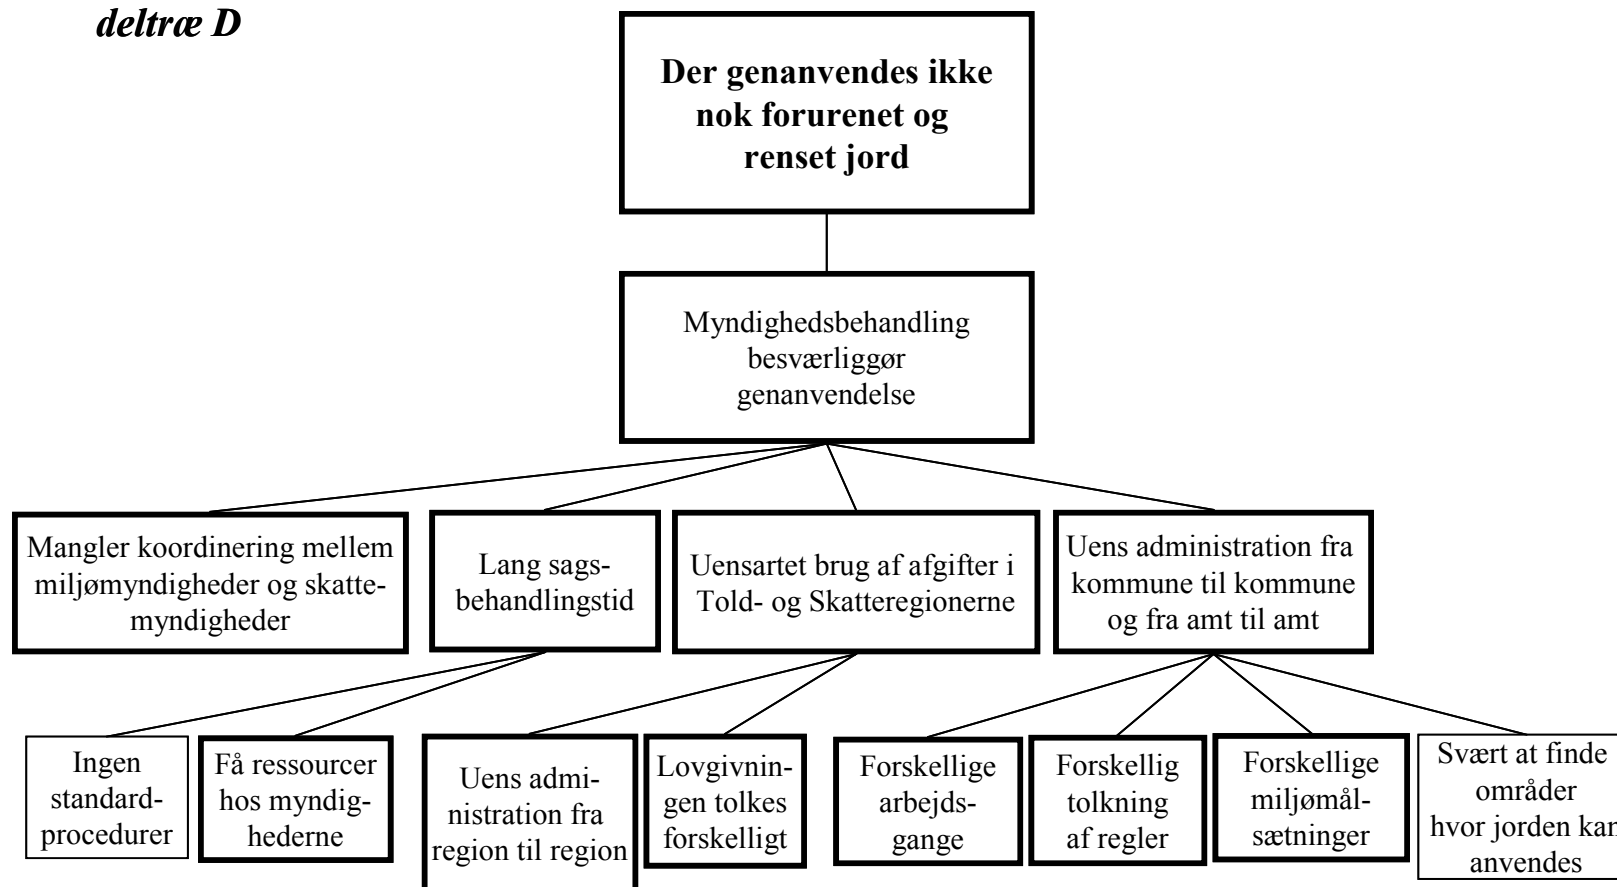 deltræ D
Der genanvendes ikke
nok forurenet og
renset jord
Myndighedsbehandling
besværliggør
genanvendelse
Mangler koordinering mellem
miljømyndigheder og skatte-
myndigheder
Lang sags-
behandlingstid
Uensartet brug af afgifter i
Told- og Skatteregionerne
Uens administration fra
kommune til kommune
og fra amt til amt
Ingen
standard-
procedurer
Få ressourcer
hos myndig-
hederne
Uens admi-
nistration fra
region til region
Lovgivnin-
gen tolkes
forskelligt
Forskellige
arbejds-
gange
Forskellig
tolkning
af regler
Forskellige
miljømål-
sætninger
Svært at finde
områder
hvor jorden kan
anvendes